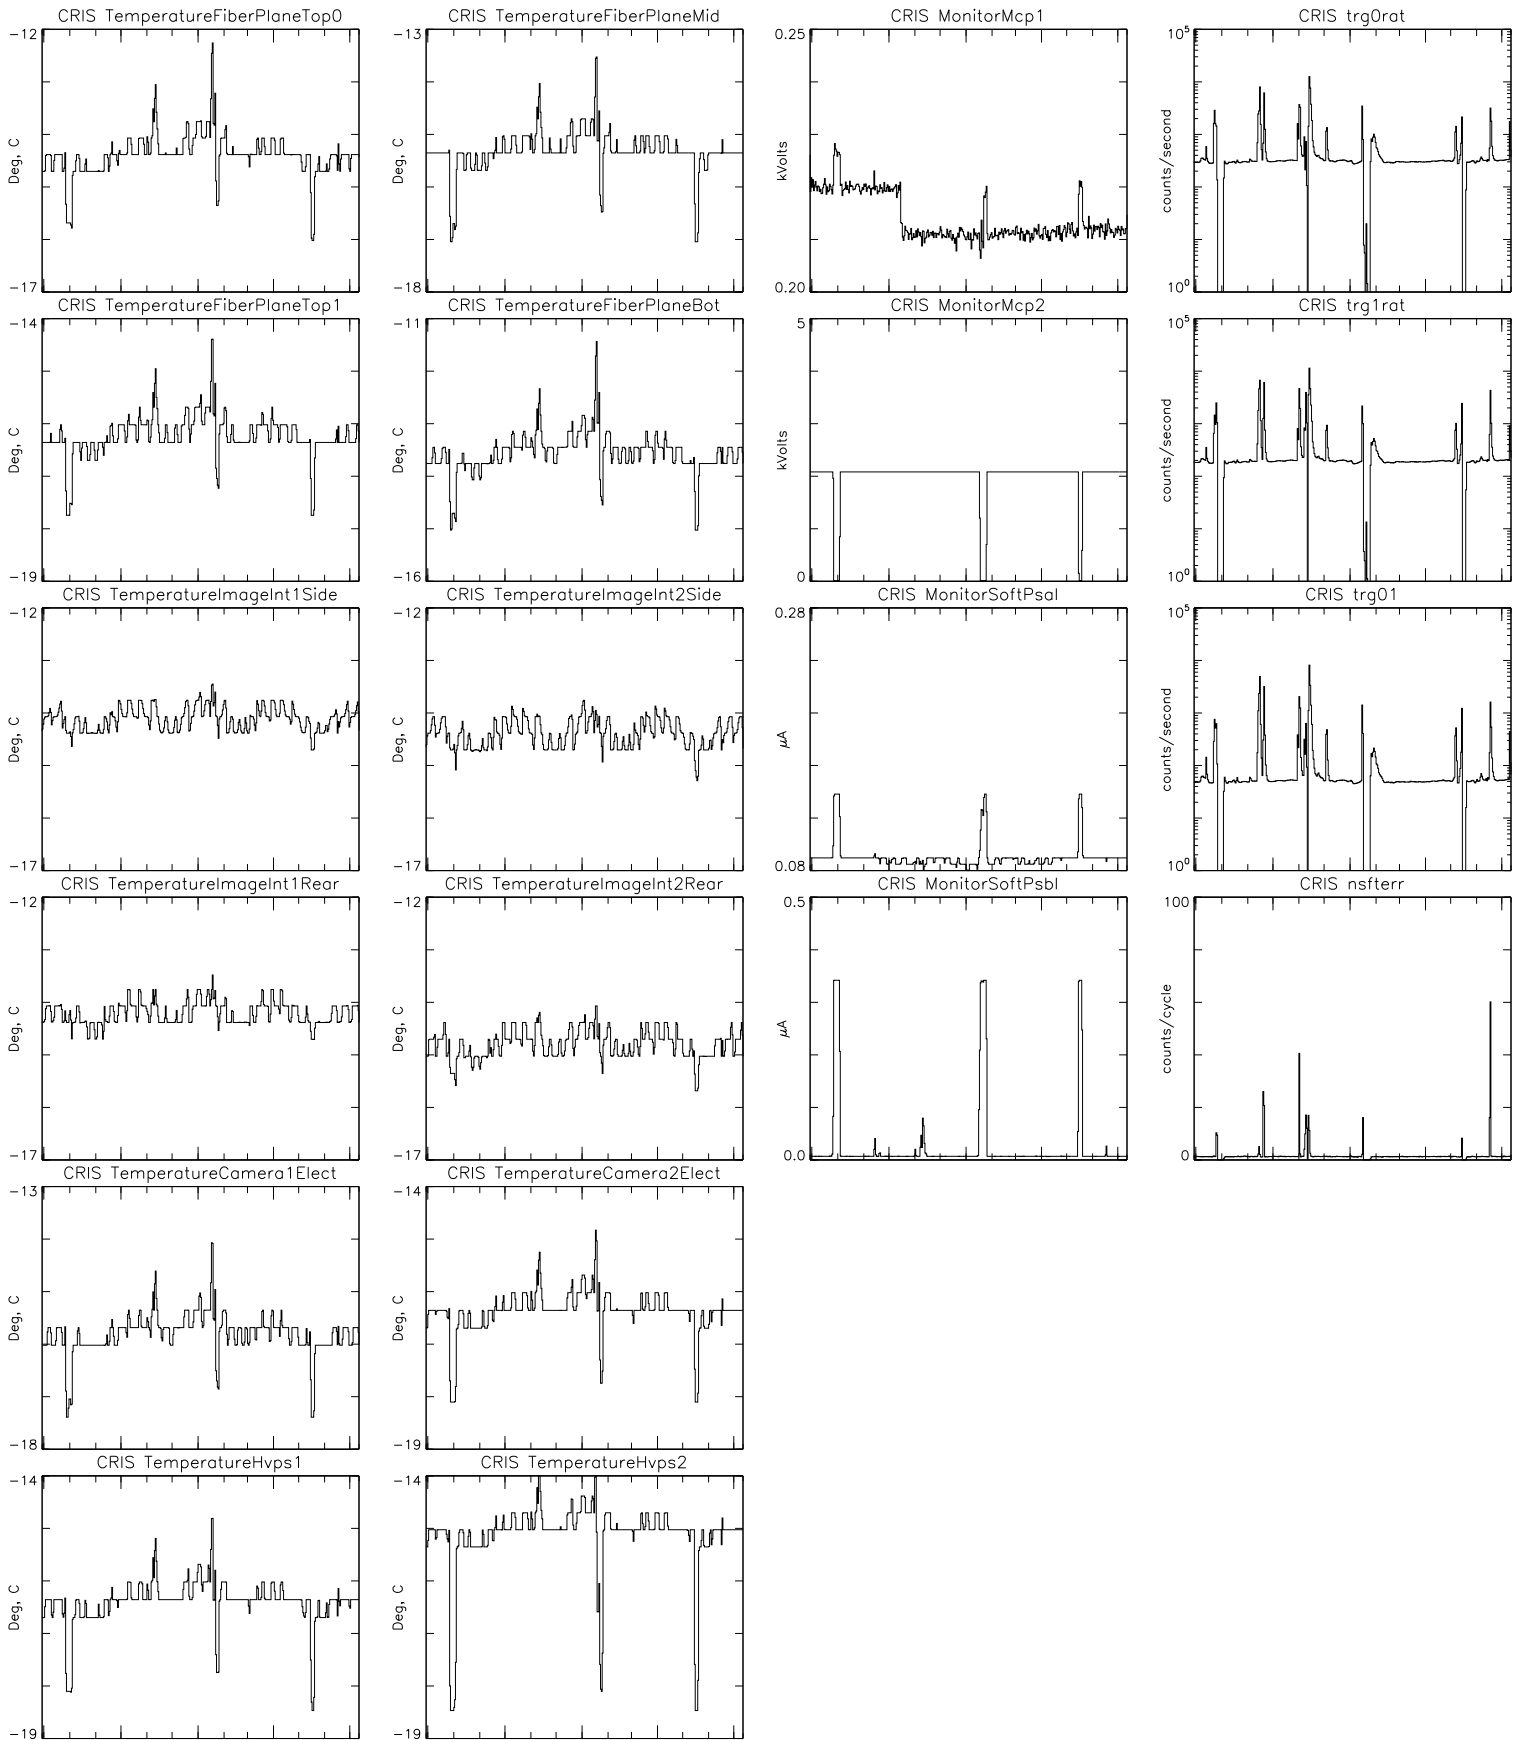 CRIS TemperatureFiberPlaneTop0
-12
Deg, C
-17
CRIS TemperatureFiberPlaneMid
-13
Deg, C
-18
CRIS MonitorMcp1
0.25
kVolts
0.20
CRIS trg0rat
10^5
counts/second
10^0
CRIS TemperatureFiberPlaneTop1
-14
Deg, C
-19
CRIS TemperatureFiberPlaneBot
-11
Deg, C
-16
CRIS MonitorMcp2
5
kVolts
0
CRIS trg1rat
10^5
counts/second
10^0
CRIS TemperatureImageInt1Side
-12
Deg, C
-17
CRIS TemperatureImageInt2Side
-12
Deg, C
-17
CRIS MonitorSoftPsaI
0.28
μA
0.08
CRIS trg01
10^5
counts/second
10^0
CRIS TemperatureImageInt1Rear
-12
Deg, C
-17
CRIS TemperatureImageInt2Rear
-12
Deg, C
-17
CRIS MonitorSoftPsbI
0.5
μA
0.0
CRIS nsfterr
100
counts/cycle
0
CRIS TemperatureCamera1Elect
-13
Deg, C
-18
CRIS TemperatureCamera2Elect
-14
Deg, C
-19
CRIS TemperatureHvps1
-14
Deg, C
-19
CRIS TemperatureHvps2
-14
Deg, C
-19